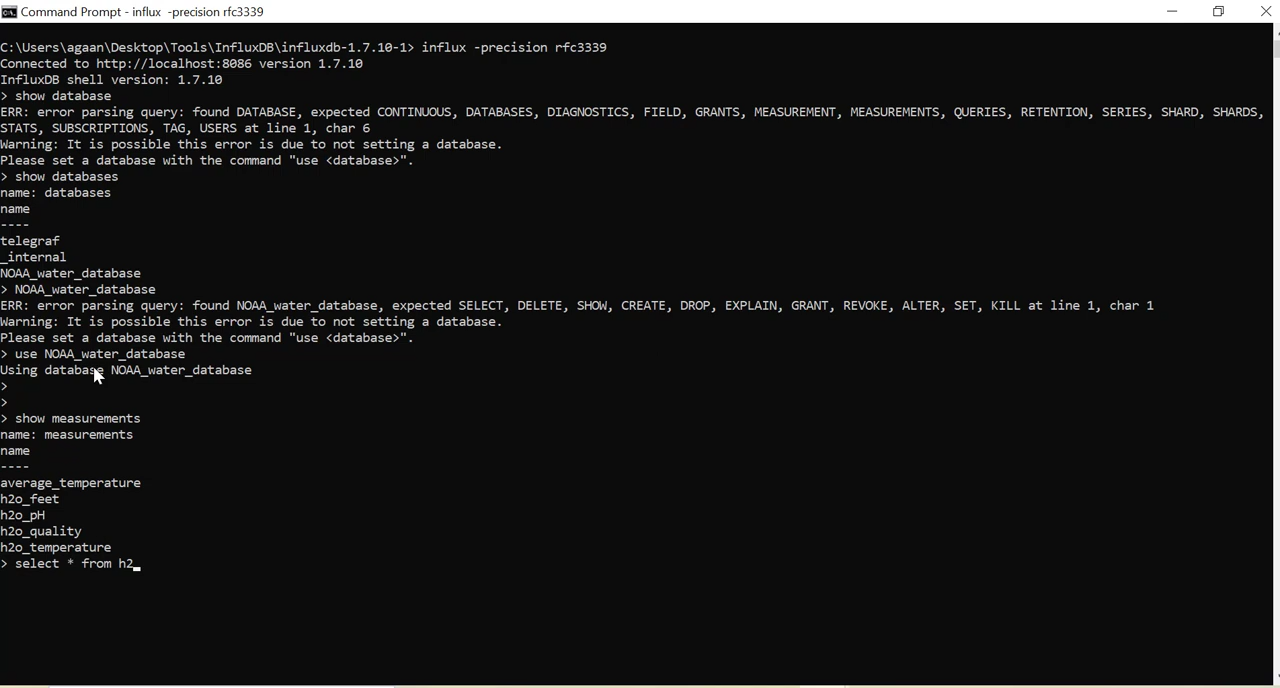 Command Prompt - influx  -precision rfc3339
C:\Users\agaan\Desktop\Tools\InfluxDB\influxdb-1.7.10-1> influx -precision rfc3339
Connected to http://localhost:8086 version 1.7.10
InfluxDB shell version: 1.7.10
> show database
ERR: error parsing query: found DATABASE, expected CONTINUOUS, DATABASES, DIAGNOSTICS, FIELD, GRANTS, MEASUREMENT, MEASUREMENTS, QUERIES, RETENTION, SERIES, SHARD, SHARDS,
STATS, SUBSCRIPTIONS, TAG, USERS at line 1, char 6
Warning: It is possible this error is due to not setting a database.
Please set a database with the command "use <database>".
> show databases
name: databases
name
----
telegraf
_internal
NOAA_water_database
> NOAA_water_database
ERR: error parsing query: found NOAA_water_database, expected SELECT, DELETE, SHOW, CREATE, DROP, EXPLAIN, GRANT, REVOKE, ALTER, SET, KILL at line 1, char 1
Warning: It is possible this error is due to not setting a database.
Please set a database with the command "use <database>".
> use NOAA_water_database
Using database NOAA_water_database
>
>
> show measurements
name: measurements
name
----
average_temperature
h2o_feet
h2o_pH
h2o_quality
h2o_temperature
> select * from h2_